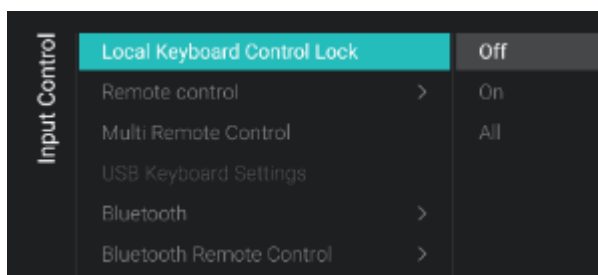 Input Control
Local Keyboard Control Lock
Remote control >
Multi Remote Control
USB Keyboard Settings
Bluetooth >
Bluetooth Remote Control >
Off
On
All